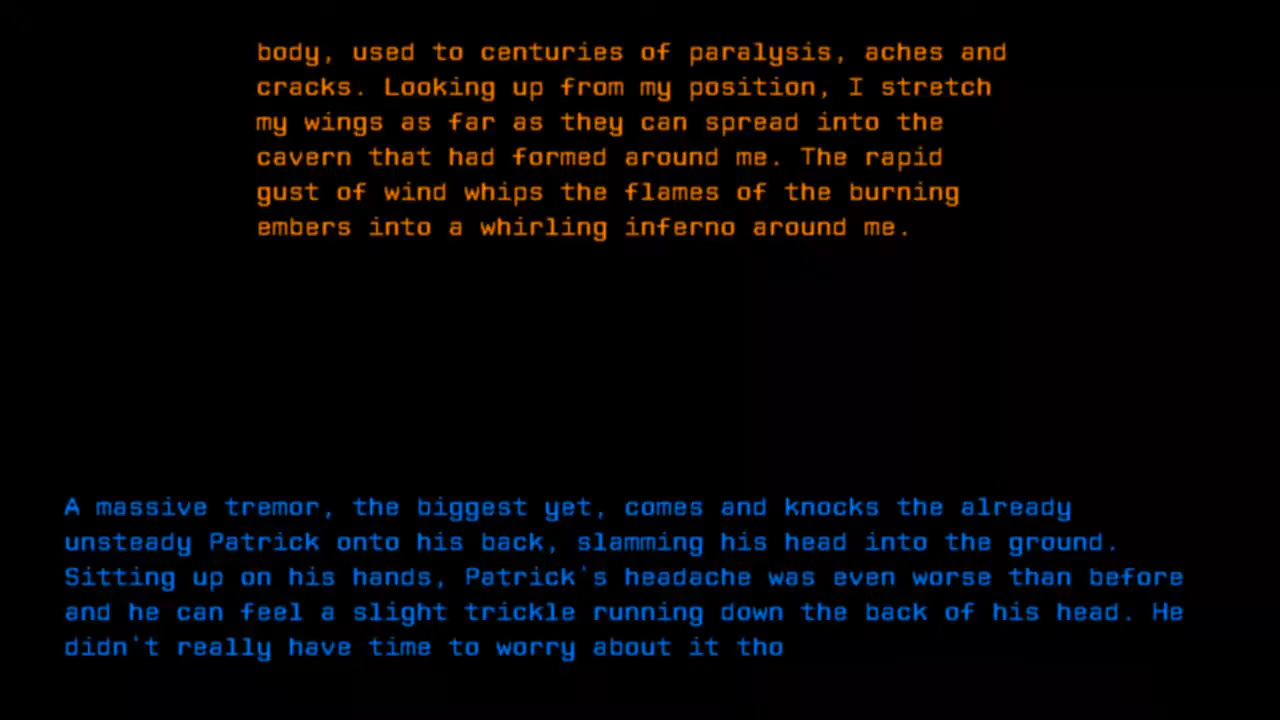 body, used to centuries of paralysis, aches and
cracks. Looking up from my position, I stretch
my wings as far as they can spread into the
cavern that had formed around me. The rapid
gust of wind whips the flames of the burning
embers into a whirling inferno around me.
A massive tremor, the biggest yet, comes and knocks the already
unsteady Patrick onto his back, slamming his head into the ground.
Sitting up on his hands, Patrick's headache was even worse than before
and he can feel a slight trickle running down the back of his head. He
didn't really have time to worry about it tho